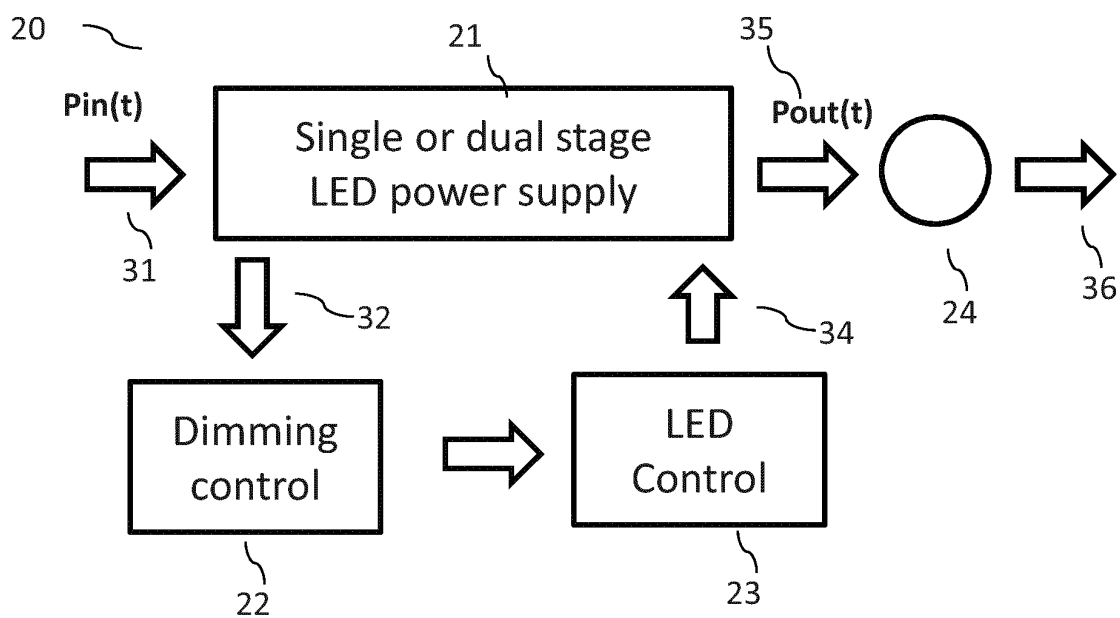 20
21
35
Pin(t)
Pout(t)
Single or dual stage
LED power supply
31
32
34
24
36
Dimming
control
LED
Control
22
23